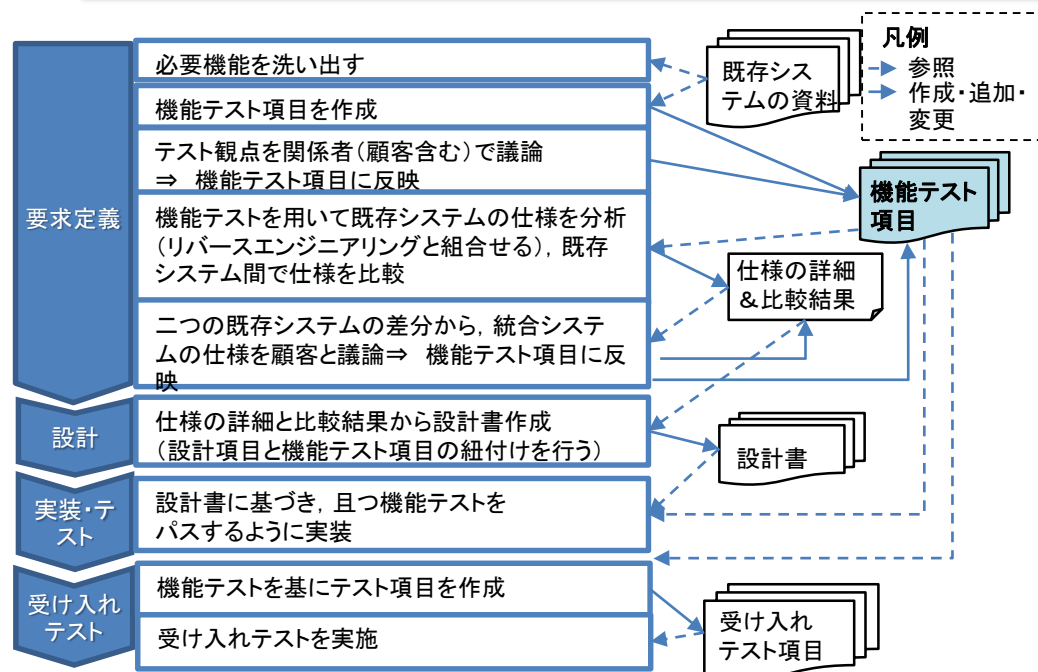 凡例
参照
作成・追加・
変更
既存シス
テムの資料
機能テスト
項目
仕様の詳細
＆比較結果
設計書
受け入れ
テスト項目
要求定義
必要機能を洗い出す
機能テスト項目を作成
テスト観点を関係者（顧客含む）で議論
⇒ 機能テスト項目に反映
機能テストを用いて既存システムの仕様を分析
（リバースエンジニアリングと組合せる），既存
システム間で仕様を比較
二つの既存システムの差分から，統合システ
ムの仕様を顧客と議論⇒ 機能テスト項目に反
映
設計
仕様の詳細と比較結果から設計書作成
（設計項目と機能テスト項目の紐付けを行う）
実装・テ
スト
設計書に基づき，且つ機能テストを
パスするように実装
受け入れ
テスト
機能テストを基にテスト項目を作成
受け入れテストを実施